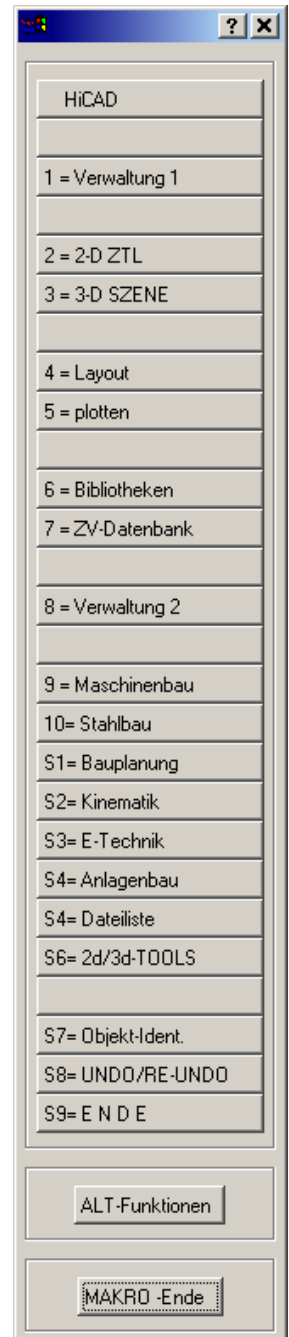 HiCAD
1 = Verwaltung 1
2 = 2-D ZTL
3 = 3-D SZENE
4 = Layout
5 = plotten
6 = Bibliotheken
7 = ZV-Datenbank
8 = Verwaltung 2
9 = Maschinenbau
10= Stahlbau
S1= Bauplanung
S2= Kinematik
S3= E-Technik
S4= Anlagenbau
S4= Dateiliste
S6= 2d/3d-TOOLS
S7= Objekt-Ident.
S8= UNDO/RE-UNDO
S9= E N D E
ALT-Funktionen
MAKRO -Ende